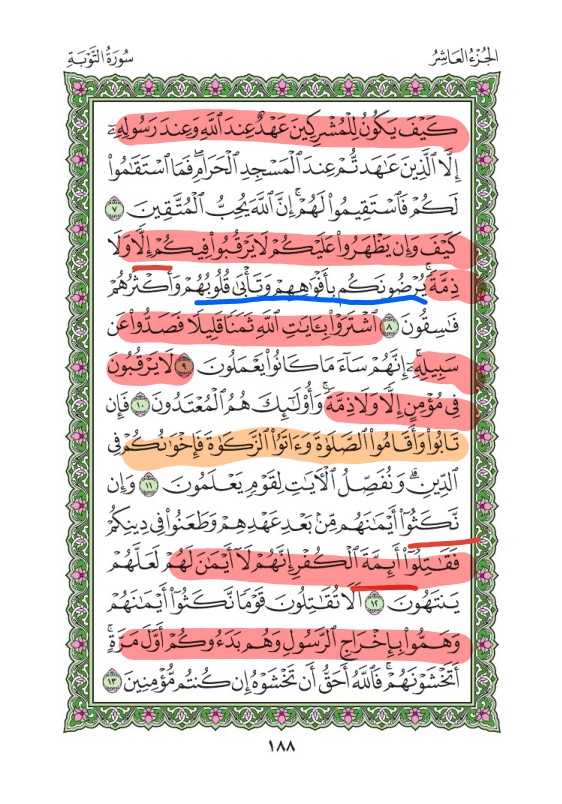 الجُزْءُ العَاشِرُ
سُورَةُ التَّوْبَةِ
كَيْفَ يَكُونُ لِلْمُشْرِكِينَ عَهْدٌ عِندَ ٱللَّهِ وَعِندَ رَسُولِهِۦٓ
إِلَّا ٱلَّذِينَ عَٰهَدتُّمْ عِندَ ٱلْمَسْجِدِ ٱلْحَرَامِ ۖ فَمَا ٱسْتَقَٰمُوا۟
لَكُمْ فَٱسْتَقِيمُوا۟ لَهُمْ ۚ إِنَّ ٱللَّهَ يُحِبُّ ٱلْمُتَّقِينَ ٧
كَيْفَ وَإِن يَظْهَرُوا۟ عَلَيْكُمْ لَا يَرْقُبُوا۟ فِيكُمْ إِلًّا وَلَا
ذِمَّةً ۚ يُرْضُونَكُم بِأَفْوَٰهِهِمْ وَتَأْبَىٰ قُلُوبُهُمْ وَأَكْثَرُهُمْ
فَٰسِقُونَ ٨ ٱشْتَرَوْا۟ بِـَٔايَٰتِ ٱللَّهِ ثَمَنًا قَلِيلًا فَصَدُّوا۟ عَن
سَبِيلِهِۦٓ ۚ إِنَّهُمْ سَآءَ مَا كَانُوا۟ يَعْمَلُونَ ٩ لَا يَرْقُبُونَ
فِى مُؤْمِنٍ إِلًّا وَلَا ذِمَّةً ۚ وَأُو۟لَٰٓئِكَ هُمُ ٱلْمُعْتَدُونَ ١٠ فَإِن
تَابُوا۟ وَأَقَامُوا۟ ٱلصَّلَوٰةَ وَءَاتَوُا۟ ٱلزَّكَوٰةَ فَإِخْوَٰنُكُمْ فِى
ٱلدِّينِ ۗ وَنُفَصِّلُ ٱلْـَٔايَٰتِ لِقَوْمٍ يَعْلَمُونَ ١١ وَإِن
نَّكَثُوٓا۟ أَيْمَٰنَهُم مِّنۢ بَعْدِ عَهْدِهِمْ وَطَعَنُوا۟ فِى دِينِكُمْ
فَقَٰتِلُوٓا۟ أَئِمَّةَ ٱلْكُفْرِ ۙ إِنَّهُمْ لَآ أَيْمَٰنَ لَهُمْ لَعَلَّهُمْ
يَنتَهُونَ ١٢ أَلَا تُقَٰتِلُونَ قَوْمًا نَّكَثُوٓا۟ أَيْمَٰنَهُمْ
وَهَمُّوا۟ بِإِخْرَاجِ ٱلرَّسُولِ وَهُم بَدَءُوكُمْ أَوَّلَ مَرَّةٍ ۚ
أَتَخْشَوْنَهُمْ ۚ فَٱللَّهُ أَحَقُّ أَن تَخْشَوْهُ إِن كُنتُم مُّؤْمِنِينَ ١٣
١٨٨